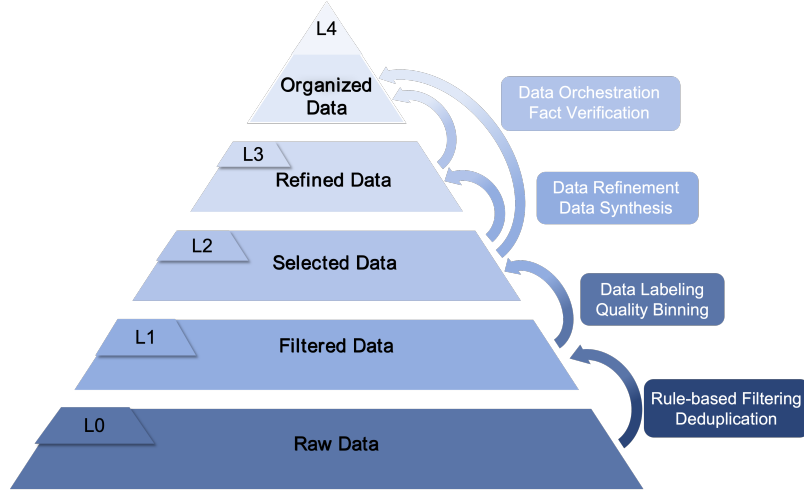 L4
Organized
Data
Data Orchestration
Fact Verification
L3
Refined Data
Data Refinement
Data Synthesis
L2
Selected Data
Data Labeling
Quality Binning
L1
Filtered Data
Rule-based Filtering
Deduplication
L0
Raw Data